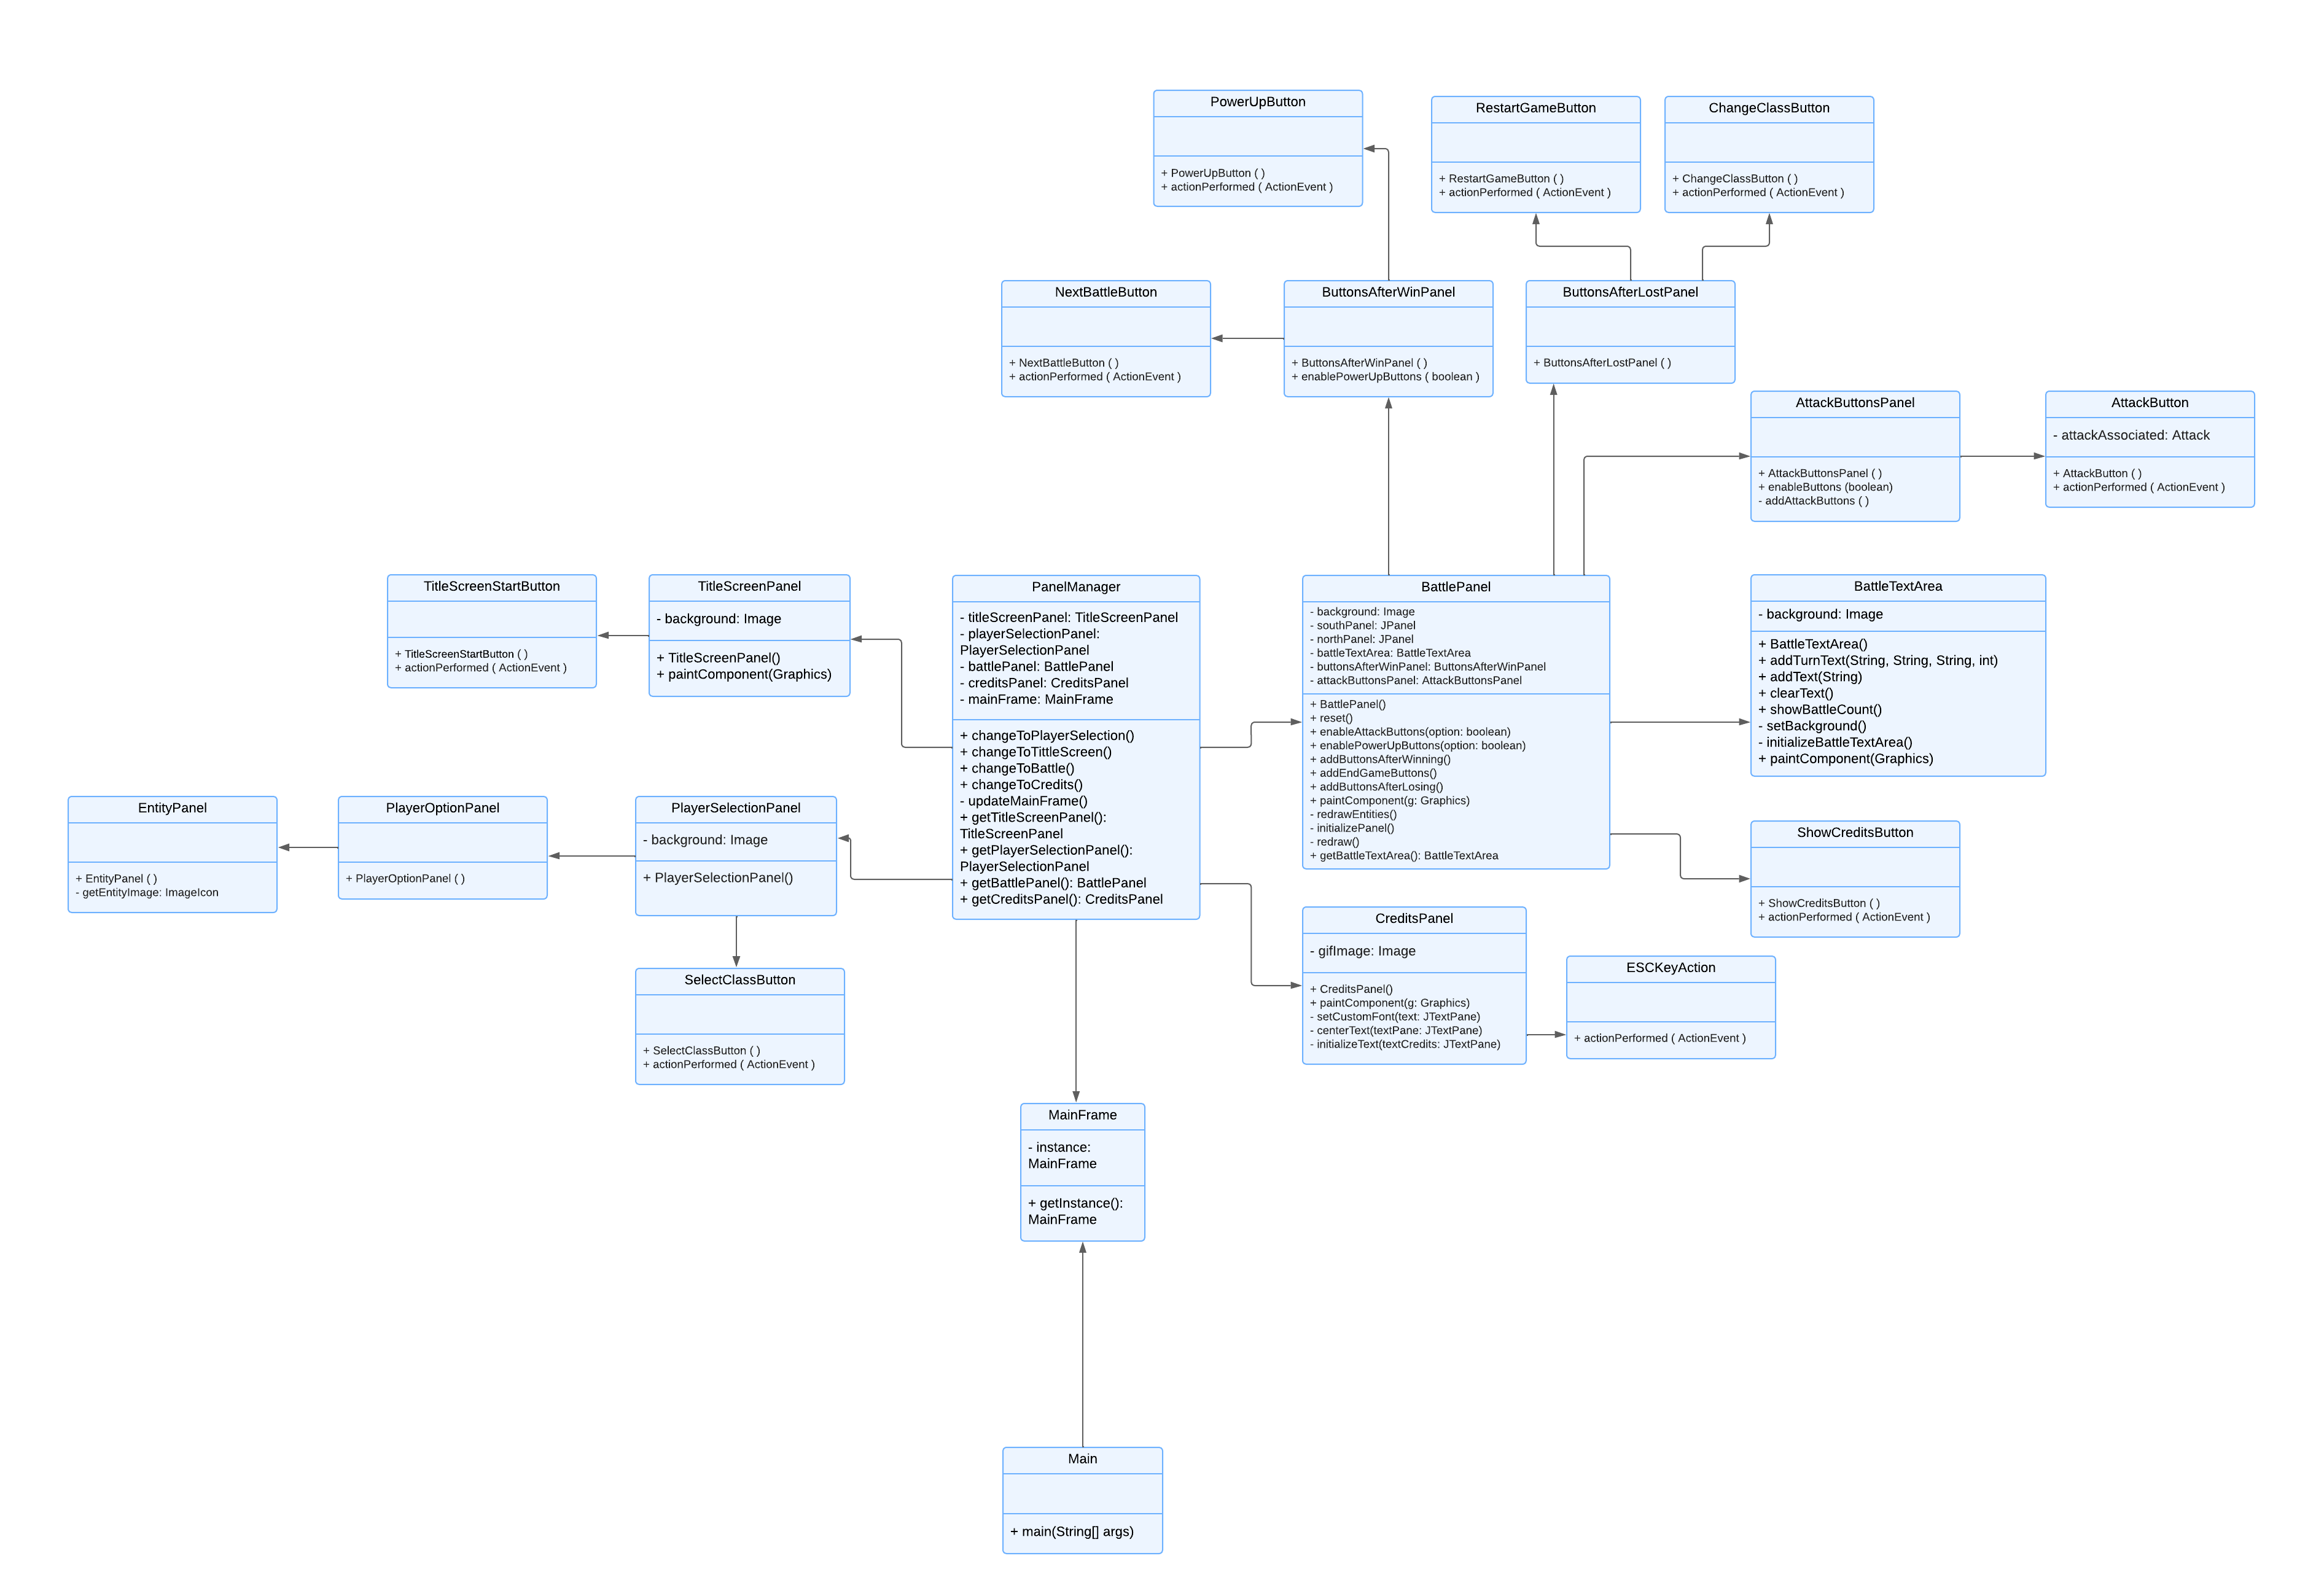 PowerUpButton
+ PowerUpButton ( )
+ actionPerformed ( ActionEvent )
RestartGameButton
+ RestartGameButton ( )
+ actionPerformed ( ActionEvent )
ChangeClassButton
+ ChangeClassButton ( )
+ actionPerformed ( ActionEvent )
NextBattleButton
+ NextBattleButton ( )
+ actionPerformed ( ActionEvent )
ButtonsAfterWinPanel
+ ButtonsAfterWinPanel ( )
+ enablePowerUpButtons ( boolean )
ButtonsAfterLostPanel
+ ButtonsAfterLostPanel ( )
AttackButtonsPanel
+ AttackButtonsPanel ( )
+ enableButtons (boolean)
- addAttackButtons ( )
AttackButton
- attackAssociated: Attack
+ AttackButton ( )
+ actionPerformed ( ActionEvent )
TitleScreenStartButton
+ TitleScreenStartButton ( )
+ actionPerformed ( ActionEvent )
TitleScreenPanel
- background: Image
+ TitleScreenPanel()
+ paintComponent(Graphics)
PanelManager
- titleScreenPanel: TitleScreenPanel
- playerSelectionPanel:
PlayerSelectionPanel
- battlePanel: BattlePanel
- creditsPanel: CreditsPanel
- mainFrame: MainFrame
+ changeToPlayerSelection()
+ changeToTittleScreen()
+ changeToBattle()
+ changeToCredits()
- updateMainFrame()
+ getTitleScreenPanel():
TitleScreenPanel
+ getPlayerSelectionPanel():
PlayerSelectionPanel
+ getBattlePanel(): BattlePanel
+ getCreditsPanel(): CreditsPanel
BattlePanel
- background: Image
- southPanel: JPanel
- northPanel: JPanel
- battleTextArea: BattleTextArea
- buttonsAfterWinPanel: ButtonsAfterWinPanel
- attackButtonsPanel: AttackButtonsPanel
+ BattlePanel()
+ reset()
+ enableAttackButtons(option: boolean)
+ enablePowerUpButtons(option: boolean)
+ addButtonsAfterWinning()
+ addEndGameButtons()
+ addButtonsAfterLosing()
+ paintComponent(g: Graphics)
- redrawEntities()
- initializePanel()
- redraw()
+ getBattleTextArea(): BattleTextArea
BattleTextArea
- background: Image
+ BattleTextArea()
+ addTurnText(String, String, String, int)
+ addText(String)
+ clearText()
+ showBattleCount()
- setBackground()
- initializeBattleTextArea()
+ paintComponent(Graphics)
EntityPanel
+ EntityPanel ( )
- getEntityImage: ImageIcon
PlayerOptionPanel
+ PlayerOptionPanel ( )
PlayerSelectionPanel
- background: Image
+ PlayerSelectionPanel()
ShowCreditsButton
+ ShowCreditsButton ( )
+ actionPerformed ( ActionEvent )
SelectClassButton
+ SelectClassButton ( )
+ actionPerformed ( ActionEvent )
CreditsPanel
- gifImage: Image
+ CreditsPanel()
+ paintComponent(g: Graphics)
- setCustomFont(text: JTextPane)
- centerText(textPane: JTextPane)
- initializeText(textCredits: JTextPane)
ESCKeyAction
+ actionPerformed ( ActionEvent )
MainFrame
- instance:
MainFrame
+ getInstance():
MainFrame
Main
+ main(String[] args)